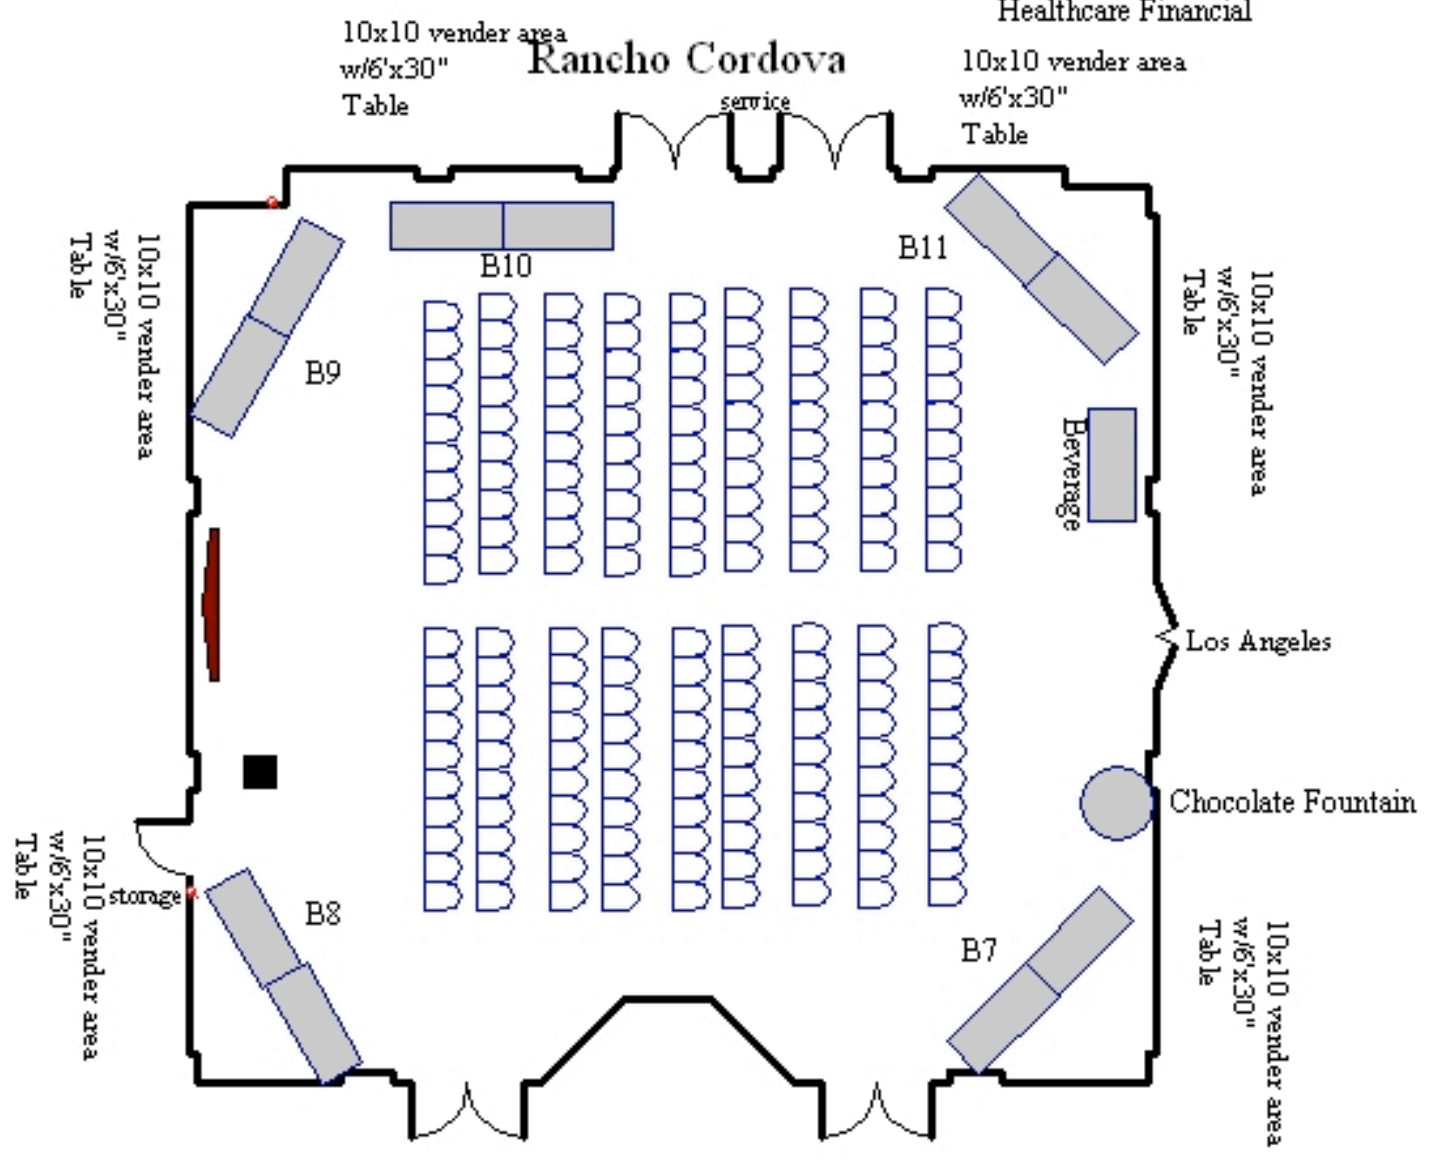 Healthcare Financial
10x10 vender area
w/6'x30"
Table
Rancho Cordova
10x10 vender area
w/6'x30"
Table
service
B10
B11
10x10 vender area
w/6'x30"
Table
B9
10x10 vender area
w/6'x30"
Table
Beverage
Los Angeles
Chocolate Fountain
10x10 vender area
w/6'x30"
Table
storage
B8
B7
10x10 vender area
w/6'x30"
Table